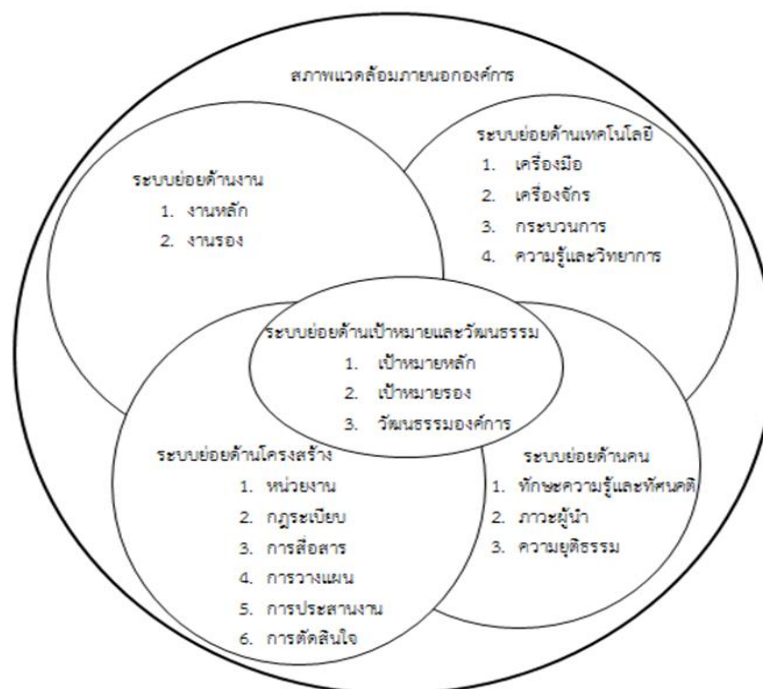 สภาพแวดล้อมภายนอกองค์การ
ระบบย่อยด้านงาน
1. งานหลัก
2. งานรอง
ระบบย่อยด้านเทคโนโลยี
1. เครื่องมือ
2. เครื่องจักร
3. กระบวนการ
4. ความรู้และวิทยาการ
ระบบย่อยด้านเป้าหมายและวัฒนธรรม
1. เป้าหมายหลัก
2. เป้าหมายรอง
3. วัฒนธรรมองค์การ
ระบบย่อยด้านโครงสร้าง
1. หน่วยงาน
2. กฎระเบียบ
3. การสื่อสาร
4. การวางแผน
5. การประสานงาน
6. การตัดสินใจ
ระบบย่อยด้านคน
1. ทักษะความรู้และทัศนคติ
2. ภาวะผู้นำ
3. ความยุติธรรม